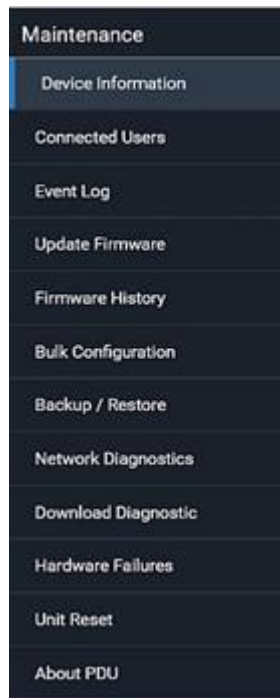 Maintenance
Device Information
Connected Users
Event Log
Update Firmware
Firmware History
Bulk Configuration
Backup / Restore
Network Diagnostics
Download Diagnostic
Hardware Failures
Unit Reset
About PDU